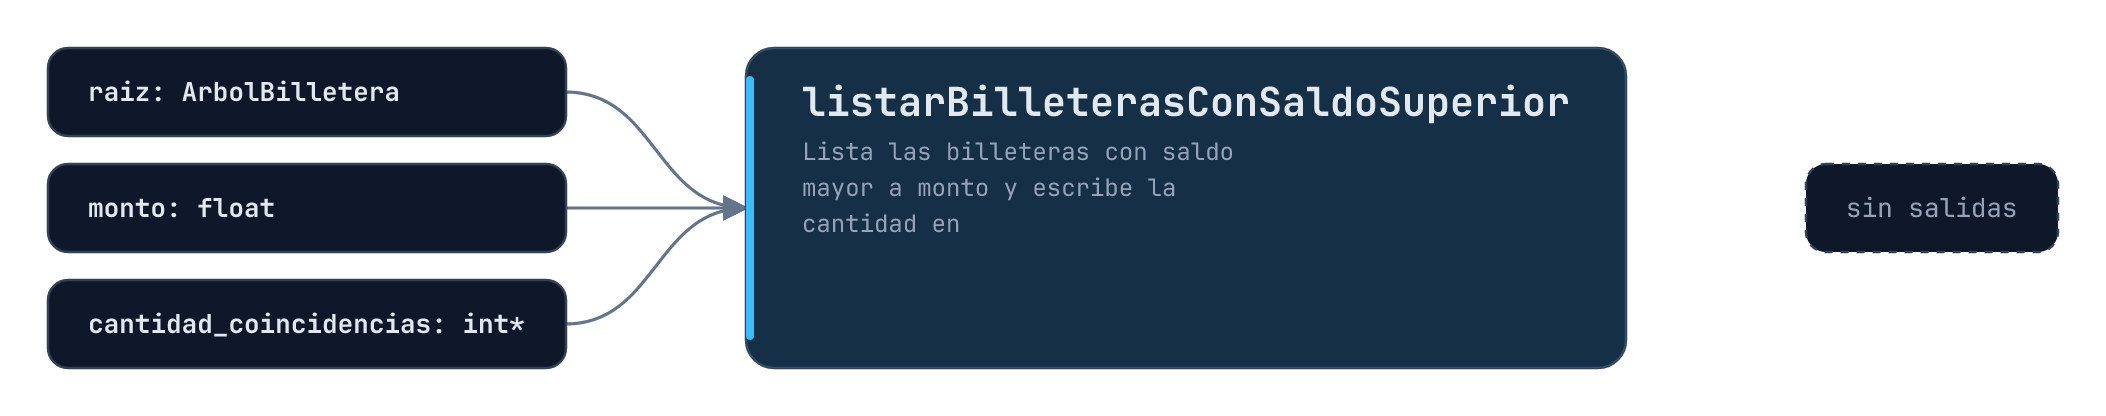 raiz: ArbolBilletera
monto: float
cantidad_coincidencias: int*
listarBilleterasConSaldoSuperior
Lista las billeteras con saldo
mayor a monto y escribe la
cantidad en
sin salidas